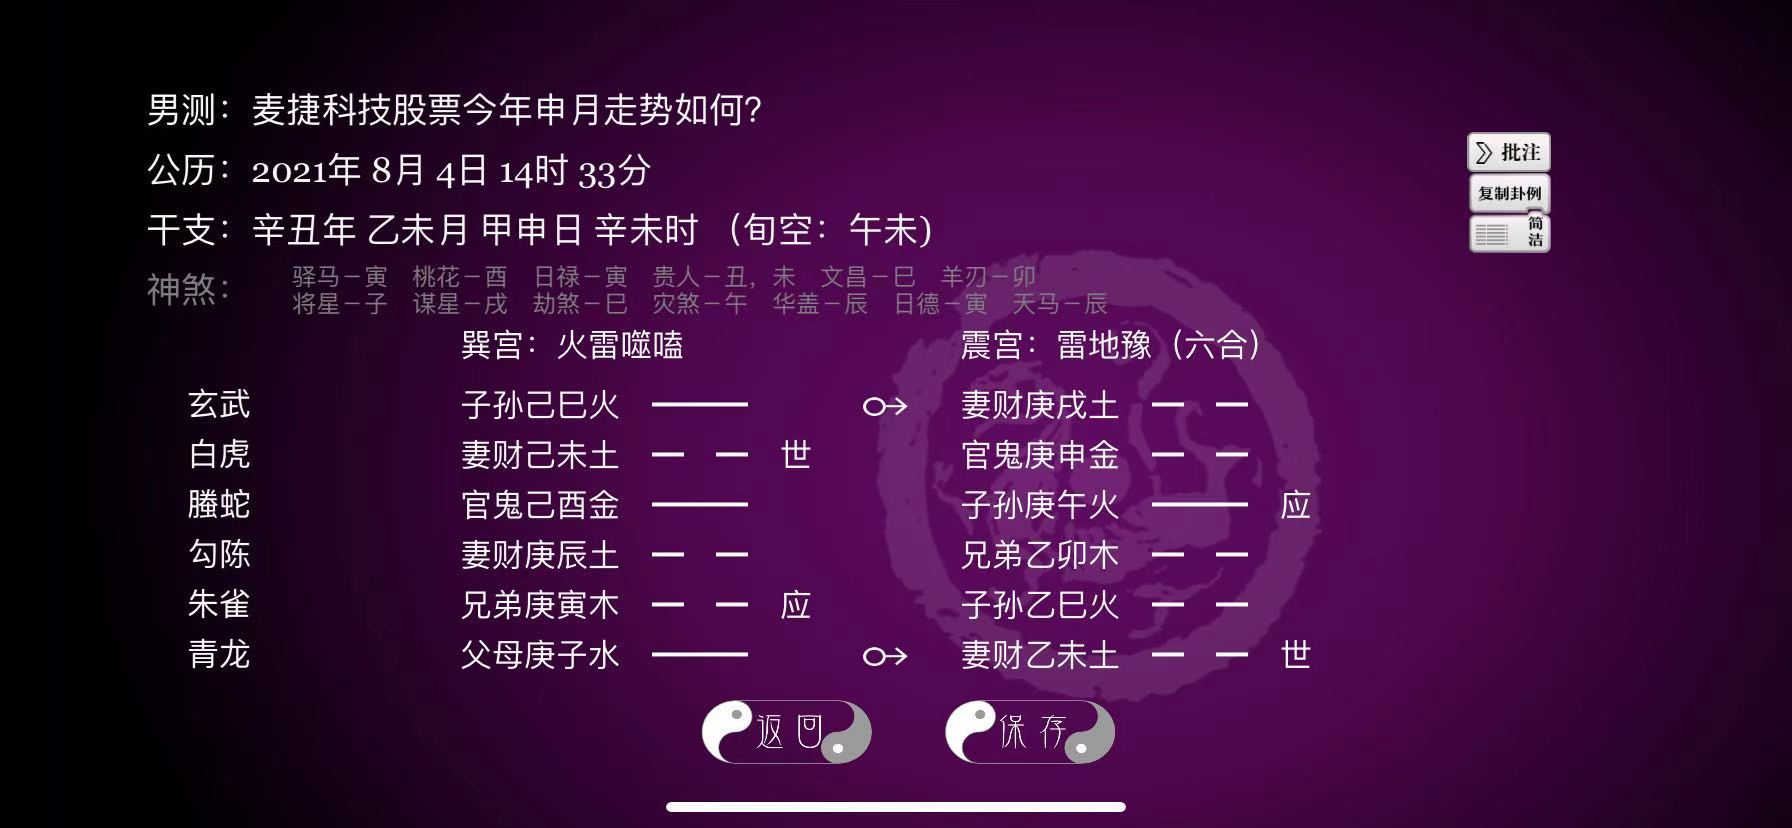 男测：麦捷科技股票今年申月走势如何?
公历：2021年 8月 4日 14时 33分
批注
复制卦例
简洁
干支：辛丑年 乙未月 甲申日 辛未时 （旬空：午未)
神煞：
驿马－寅 桃花－酉 日禄－寅 贵人－丑，未 文昌－巳 羊刃－卯
将星－子 谋星－戌 劫煞－巳 灾煞－午 华盖－辰 日德－寅 天马－辰
巽宫：火雷噬嗑 震宫：雷地豫（六合）
玄武 子孙己巳火 妻财庚戌土
白虎 妻财己未土 世 官鬼庚申金
螣蛇 官鬼己酉金 子孙庚午火 应
勾陈 妻财庚辰土 兄弟乙卯木
朱雀 兄弟庚寅木 应 子孙乙巳火
青龙 父母庚子水 妻财乙未土 世
返回 保存